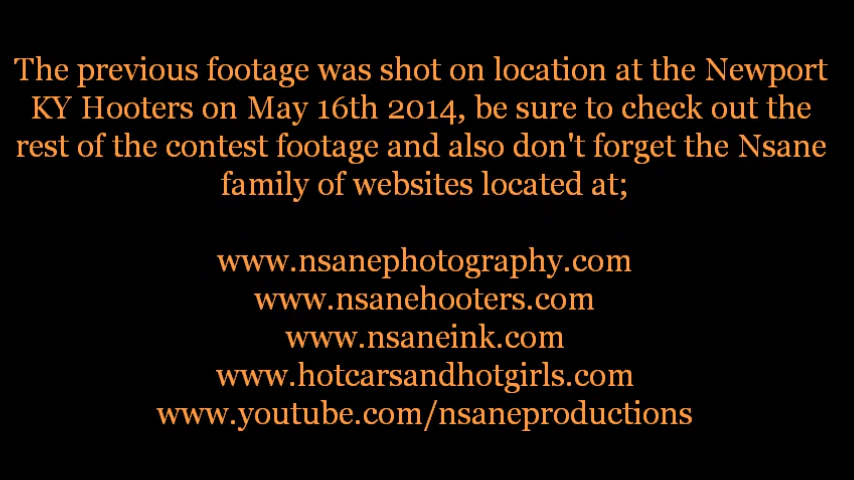 The previous footage was shot on location at the Newport
KY Hooters on May 16th 2014, be sure to check out the
rest of the contest footage and also don't forget the Nsane
family of websites located at;
www.nsanephotography.com
www.nsanehooters.com
www.nsaneink.com
www.hotcarsandhotgirls.com
www.youtube.com/nsaneproductions